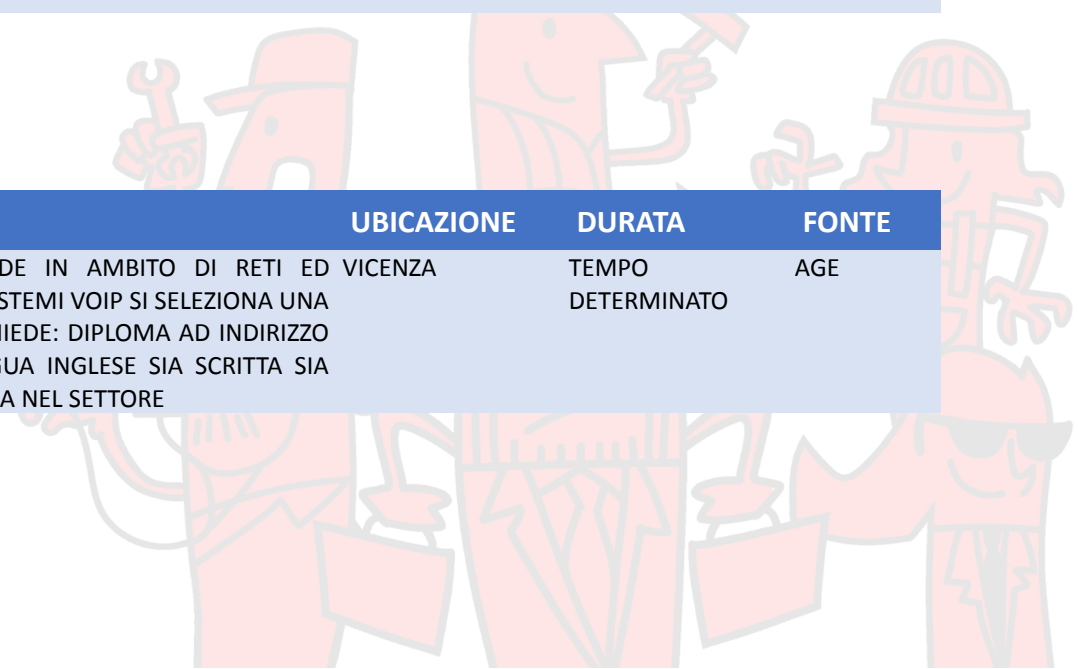 UBICAZIONE DURATA FONTE
DE IN AMBITO DI RETI ED VICENZA TEMPO AGE
STEMI VOIP SI SELEZIONA UNA DETERMINATO
HIEDE: DIPLOMA AD INDIRIZZO
GUA INGLESE SIA SCRITTA SIA
A NEL SETTORE